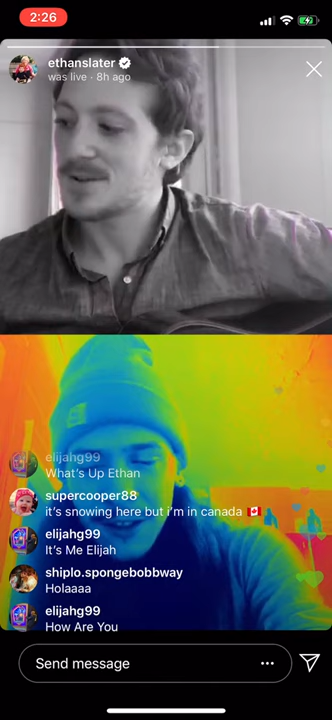 2:26
ethanslater
was live · 8h ago
elijahg99
What's Up Ethan
supercooper88
it's snowing here but i'm in canada 🇨🇦
elijahg99
It's Me Elijah
shiplo.spongebobbway
Holaaaa
elijahg99
How Are You
Send message